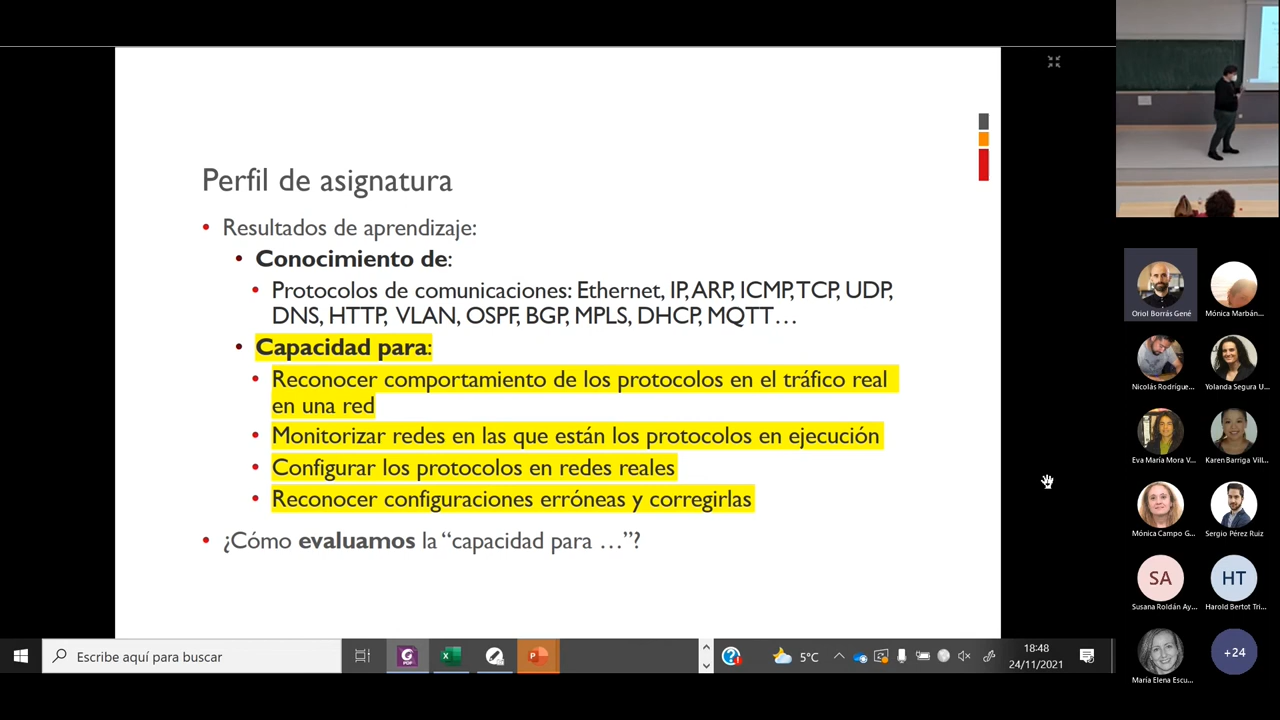 Perfil de asignatura
• Resultados de aprendizaje:
• Conocimiento de:
• Protocolos de comunicaciones: Ethernet, IP, ARP, ICMP, TCP, UDP,
DNS, HTTP, VLAN, OSPF, BGP, MPLS, DHCP, MQTT…
• Capacidad para:
• Reconocer comportamiento de los protocolos en el tráfico real
en una red
• Monitorizar redes en las que están los protocolos en ejecución
• Configurar los protocolos en redes reales
• Reconocer configuraciones erróneas y corregirlas
• ¿Cómo evaluamos la “capacidad para …”?
Oriol Borrás Gené
Mónica Marbán...
Nicolás Rodrígue...
Yolanda Segura U...
Eva María Mora V...
Karen Barriga Vill...
Mónica Campo G...
Sergio Pérez Ruiz
SA
HT
Susana Roldán Ay...
Harold Bertot Tri...
+24
María Elena Escu...
Escribe aquí para buscar
5°C
18:48
24/11/2021